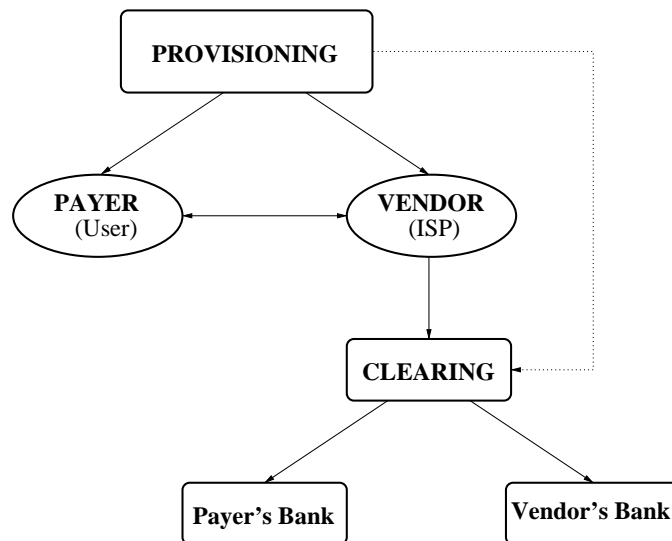 PROVISIONING
PAYER
(User)
VENDOR
(ISP)
CLEARING
Payer's Bank
Vendor's Bank